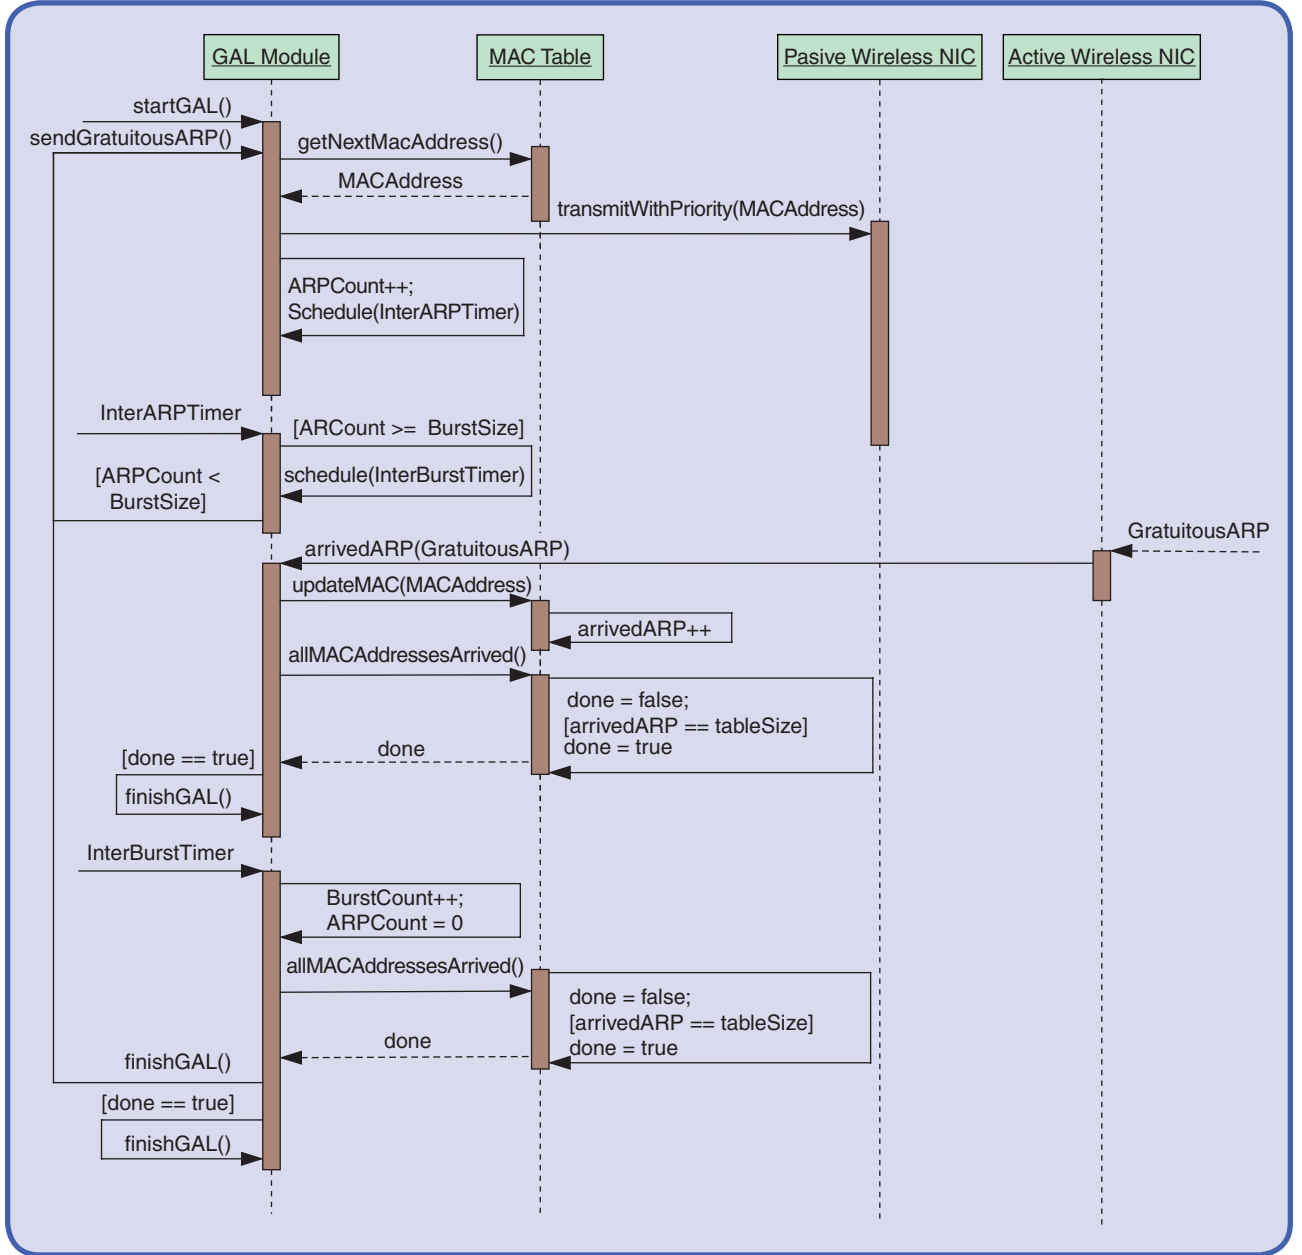 GAL Module
MAC Table
Pasive Wireless NIC
Active Wireless NIC
startGAL()
sendGratuitousARP()
getNextMacAddress()
MACAddress
transmitWithPriority(MACAddress)
ARPCount++;
Schedule(InterARPTimer)
InterARPTimer
[ARCount >= BurstSize]
[ARPCount <
BurstSize]
schedule(InterBurstTimer)
GratuitousARP
arrivedARP(GratuitousARP)
updateMAC(MACAddress)
arrivedARP++
allMACAddressesArrived()
done = false;
[arrivedARP == tableSize]
done = true
done
[done == true]
finishGAL()
InterBurstTimer
BurstCount++;
ARPCount = 0
allMACAddressesArrived()
done = false;
[arrivedARP == tableSize]
done = true
done
finishGAL()
[done == true]
finishGAL()